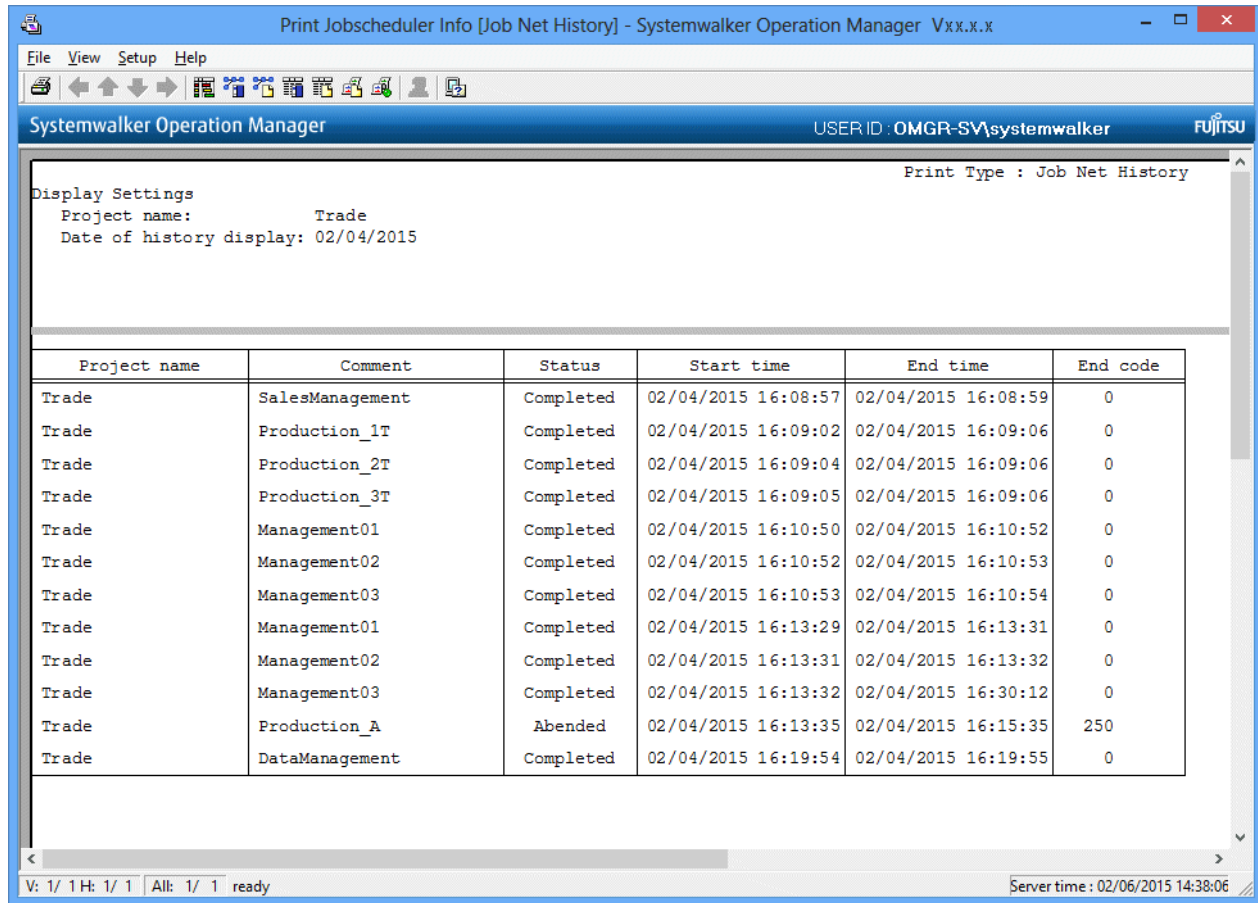 Print Jobscheduler Info [Job Net History] - Systemwalker Operation Manager Vxx.x.x
File View Setup Help
Systemwalker Operation Manager USER ID : OMGR-SV\systemwalker FUJITSU
Print Type : Job Net History
Display Settings
Project name: Trade
Date of history display: 02/04/2015
Project name Comment Status Start time End time End code
Trade SalesManagement Completed 02/04/2015 16:08:57 02/04/2015 16:08:59 0
Trade Production_1T Completed 02/04/2015 16:09:02 02/04/2015 16:09:06 0
Trade Production_2T Completed 02/04/2015 16:09:04 02/04/2015 16:09:06 0
Trade Production_3T Completed 02/04/2015 16:09:05 02/04/2015 16:09:06 0
Trade Management01 Completed 02/04/2015 16:10:50 02/04/2015 16:10:52 0
Trade Management02 Completed 02/04/2015 16:10:52 02/04/2015 16:10:53 0
Trade Management03 Completed 02/04/2015 16:10:53 02/04/2015 16:10:54 0
Trade Management01 Completed 02/04/2015 16:13:29 02/04/2015 16:13:31 0
Trade Management02 Completed 02/04/2015 16:13:31 02/04/2015 16:13:32 0
Trade Management03 Completed 02/04/2015 16:13:32 02/04/2015 16:30:12 0
Trade Production_A Abended 02/04/2015 16:13:35 02/04/2015 16:15:35 250
Trade DataManagement Completed 02/04/2015 16:19:54 02/04/2015 16:19:55 0
V: 1/ 1 H: 1/ 1 All: 1/ 1 ready Server time : 02/06/2015 14:38:06